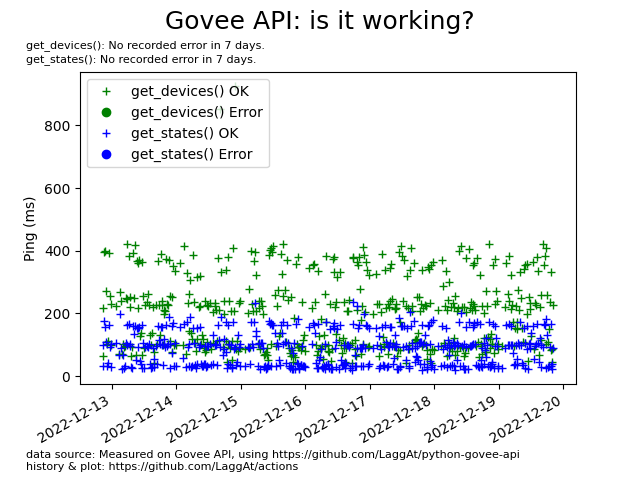 Govee API: is it working?
get_devices(): No recorded error in 7 days.
get_states(): No recorded error in 7 days.
get_devices() OK
get_devices() Error
get_states() OK
get_states() Error
Ping (ms)
800
600
400
200
0
2022-12-13
2022-12-14
2022-12-15
2022-12-16
2022-12-17
2022-12-18
2022-12-19
2022-12-20
data source: Measured on Govee API, using https://github.com/LaggAt/python-govee-api
history & plot: https://github.com/LaggAt/actions